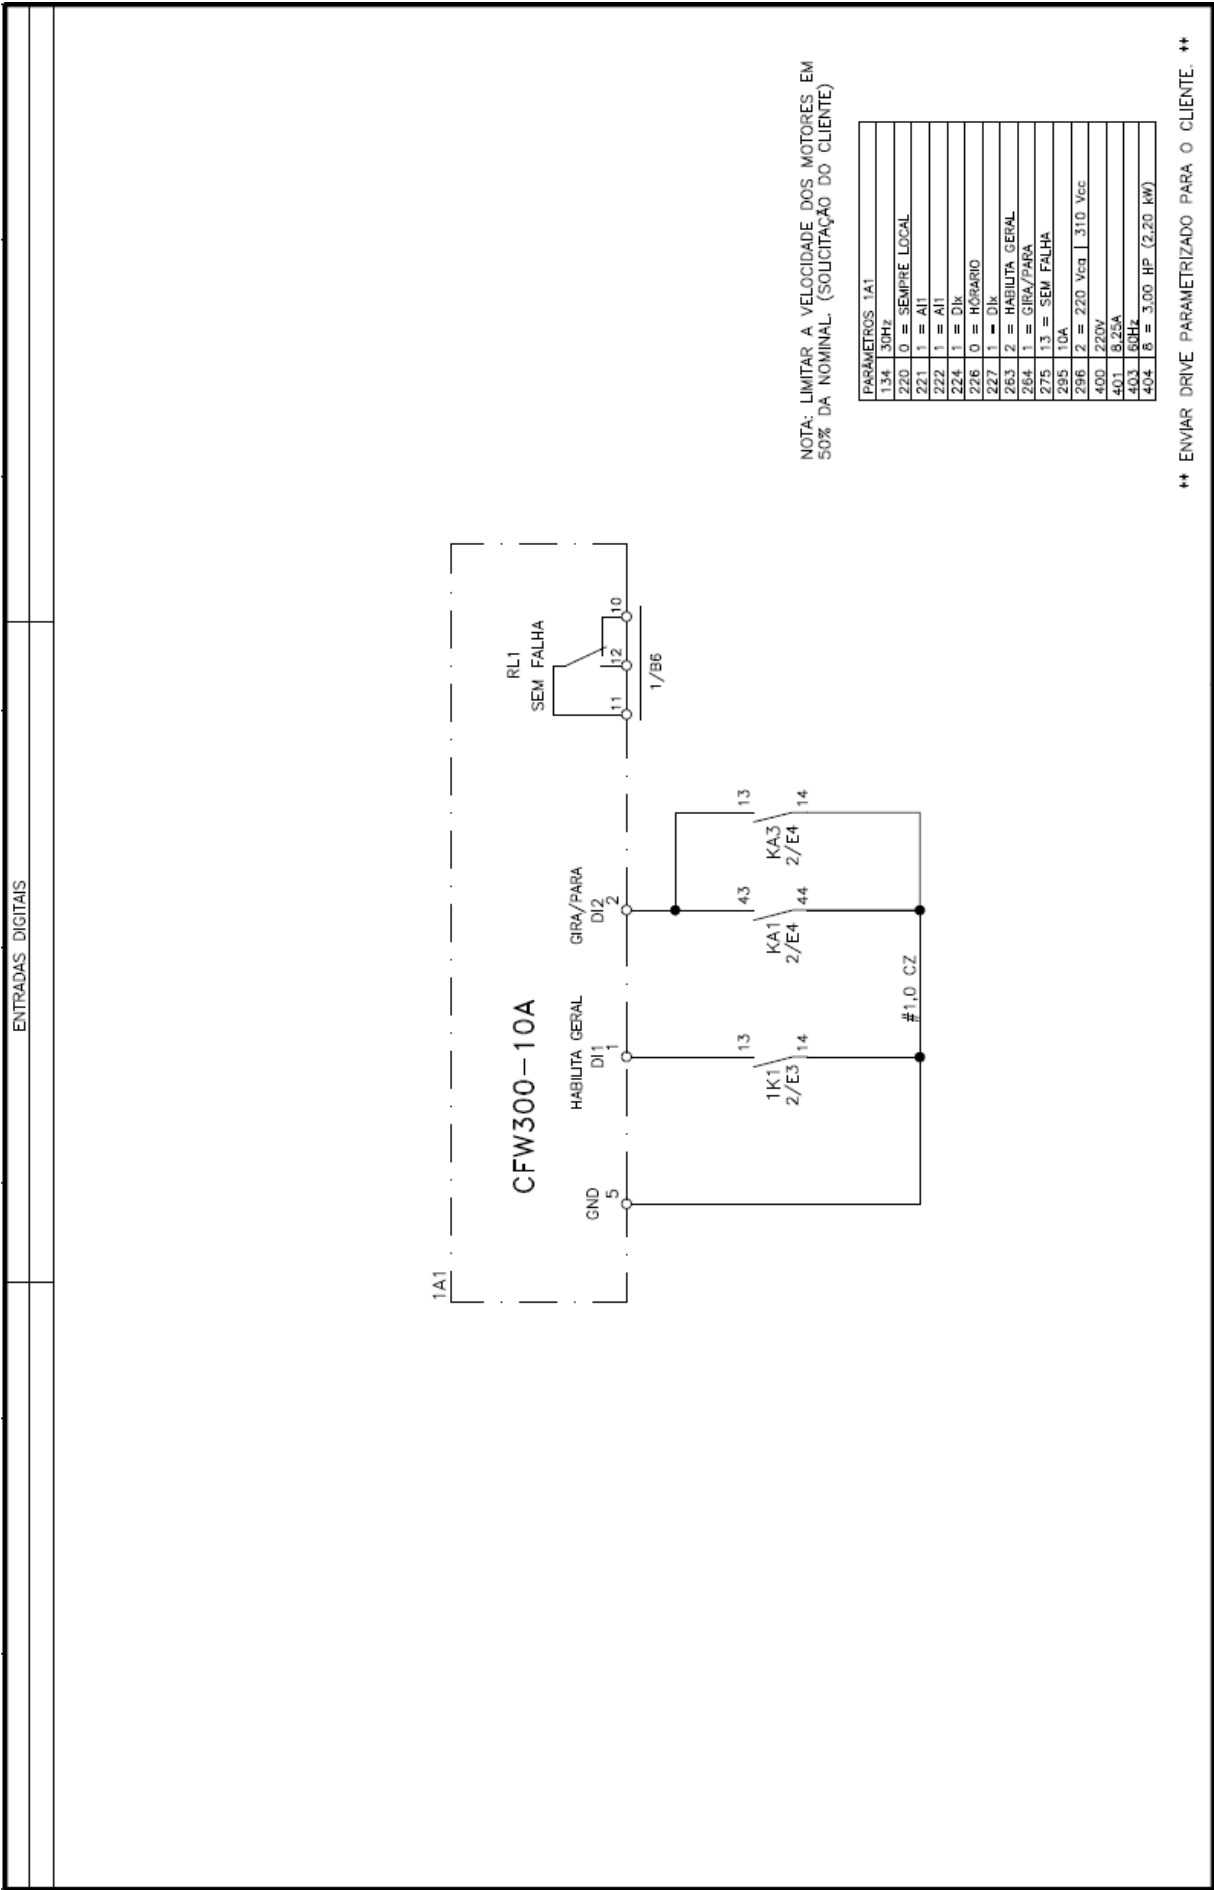 ENTRADAS DIGITAIS
1A1
CFW300-10A
GND
5
HABILITA GERAL
DI1
1
GIRA/PARA
DI2
2
RL1
SEM FALHA
11
12
10
1/B6
13
1K1
2/E3
14
43
KA1
2/E4
44
13
KA3
2/E4
14
#1,0 CZ
NOTA: LIMITAR A VELOCIDADE DOS MOTORES EM
50% DA NOMINAL. (SOLICITAÇÃO DO CLIENTE)
PARÂMETROS 1A1
134 30Hz
220 0 = SEMPRE LOCAL
221 1 = AI1
222 1 = AI1
224 1 = DIx
226 0 = HÓRARIO
227 1 = DIx
263 2 = HABILITA GERAL
264 1 = GIRA/PARA
275 13 = SEM FALHA
295 10A
296 2 = 220 Vca | 310 Vcc
400 220V
401 8,25A
403 60Hz
404 8 = 3,00 HP (2,20 kW)
** ENVIAR DRIVE PARAMETRIZADO PARA O CLIENTE. **